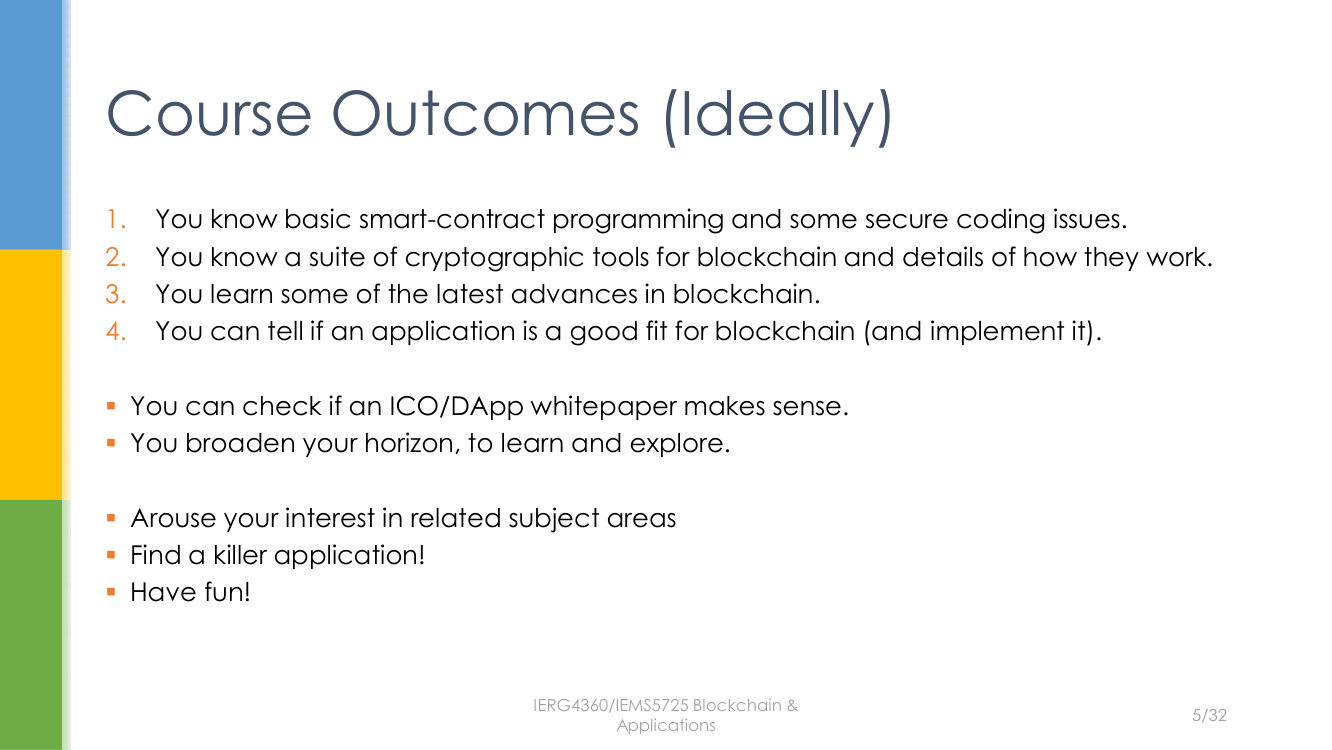 Course Outcomes (Ideally)
1. You know basic smart-contract programming and some secure coding issues.
2. You know a suite of cryptographic tools for blockchain and details of how they work.
3. You learn some of the latest advances in blockchain.
4. You can tell if an application is a good fit for blockchain (and implement it).
▪ You can check if an ICO/DApp whitepaper makes sense.
▪ You broaden your horizon, to learn and explore.
▪ Arouse your interest in related subject areas
▪ Find a killer application!
▪ Have fun!
IERG4360/IEMS5725 Blockchain &
Applications
5/32